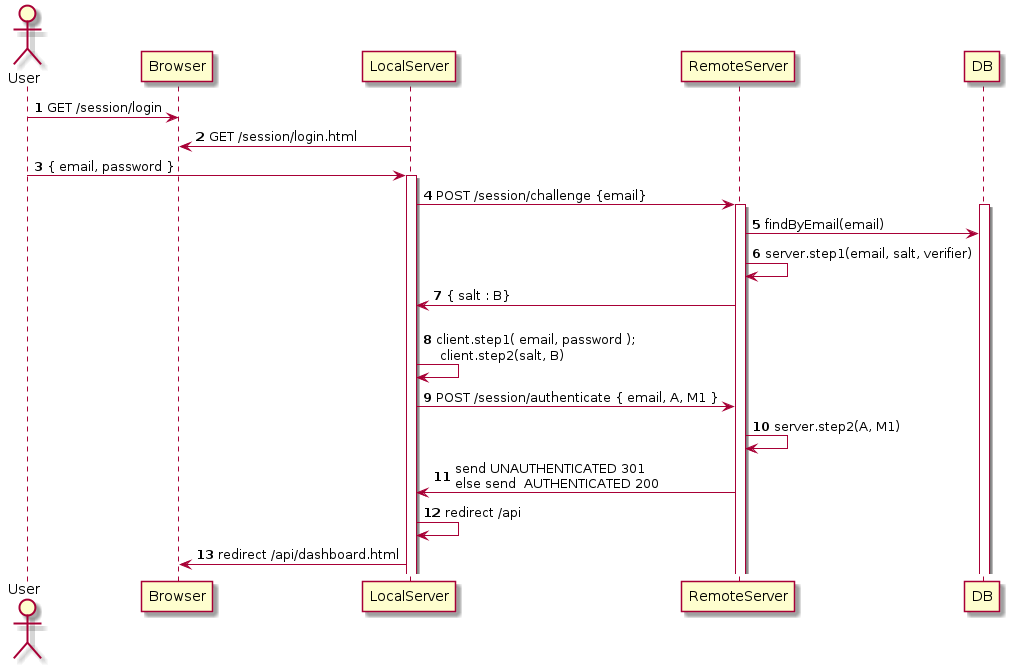 User
Browser
LocalServer
RemoteServer
DB
1 GET /session/login
2 GET /session/login.html
3 { email, password }
4 POST /session/challenge {email}
5 findByEmail(email)
6 server.step1(email, salt, verifier)
7 { salt : B}
8 client.step1( email, password );
client.step2(salt, B)
9 POST /session/authenticate { email, A, M1 }
10 server.step2(A, M1)
11 send UNAUTHENTICATED 301
else send  AUTHENTICATED 200
12 redirect /api
13 redirect /api/dashboard.html
User
Browser
LocalServer
RemoteServer
DB